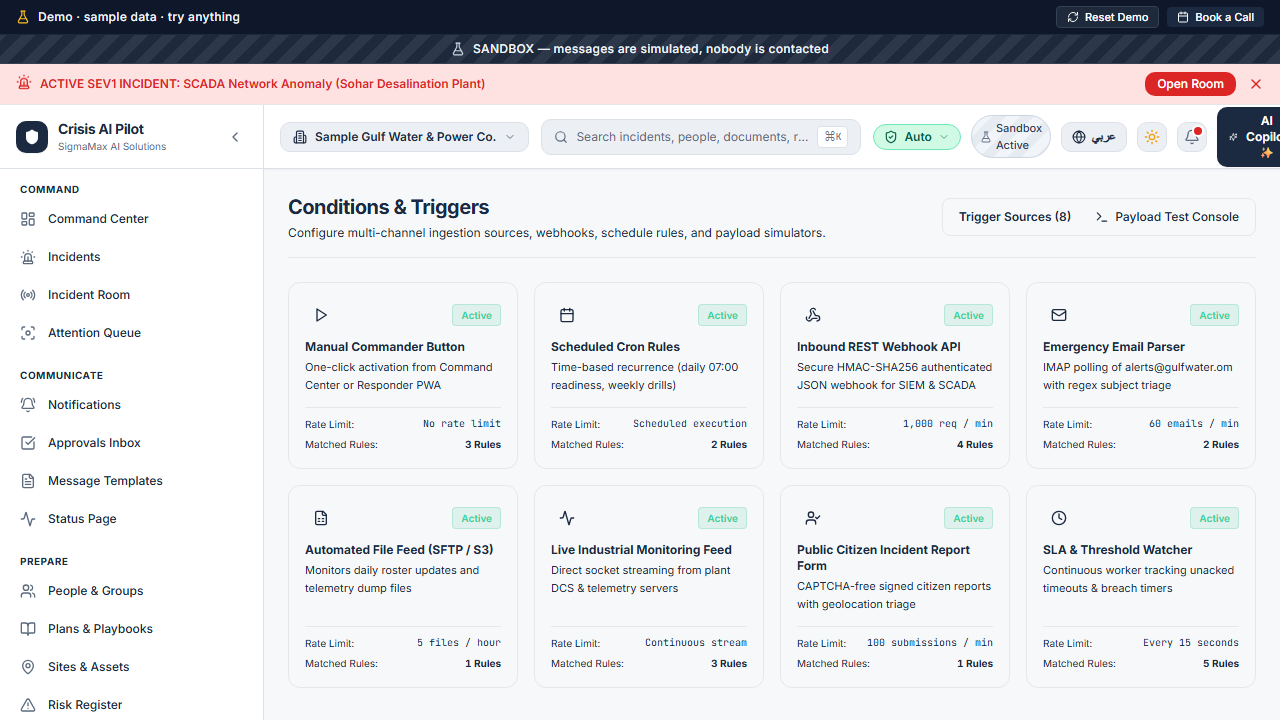 Demo · sample data · try anything
Reset Demo
Book a Call
SANDBOX — messages are simulated, nobody is contacted
ACTIVE SEV1 INCIDENT: SCADA Network Anomaly (Sohar Desalination Plant)
Open Room
Crisis AI Pilot
SigmaMax AI Solutions
Sample Gulf Water & Power Co.
Search incidents, people, documents, r...
⌘K
Auto
Sandbox
Active
عربي
AI
Copilo
COMMAND
Command Center
Incidents
Incident Room
Attention Queue
COMMUNICATE
Notifications
Approvals Inbox
Message Templates
Status Page
PREPARE
People & Groups
Plans & Playbooks
Sites & Assets
Risk Register
Conditions & Triggers
Configure multi-channel ingestion sources, webhooks, schedule rules, and payload simulators.
Trigger Sources (8)
Payload Test Console
Active
Manual Commander Button
One-click activation from Command
Center or Responder PWA
Rate Limit: No rate limit
Matched Rules: 3 Rules
Active
Scheduled Cron Rules
Time-based recurrence (daily 07:00
readiness, weekly drills)
Rate Limit: Scheduled execution
Matched Rules: 2 Rules
Active
Inbound REST Webhook API
Secure HMAC-SHA256 authenticated
JSON webhook for SIEM & SCADA
Rate Limit: 1,000 req / min
Matched Rules: 4 Rules
Active
Emergency Email Parser
IMAP polling of alerts@gulfwater.om
with regex subject triage
Rate Limit: 60 emails / min
Matched Rules: 2 Rules
Active
Automated File Feed (SFTP / S3)
Monitors daily roster updates and
telemetry dump files
Rate Limit: 5 files / hour
Matched Rules: 1 Rules
Active
Live Industrial Monitoring Feed
Direct socket streaming from plant
DCS & telemetry servers
Rate Limit: Continuous stream
Matched Rules: 3 Rules
Active
Public Citizen Incident Report
Form
CAPTCHA-free signed citizen reports
with geolocation triage
Rate Limit: 100 submissions / min
Matched Rules: 1 Rules
Active
SLA & Threshold Watcher
Continuous worker tracking unacked
timeouts & breach timers
Rate Limit: Every 15 seconds
Matched Rules: 5 Rules